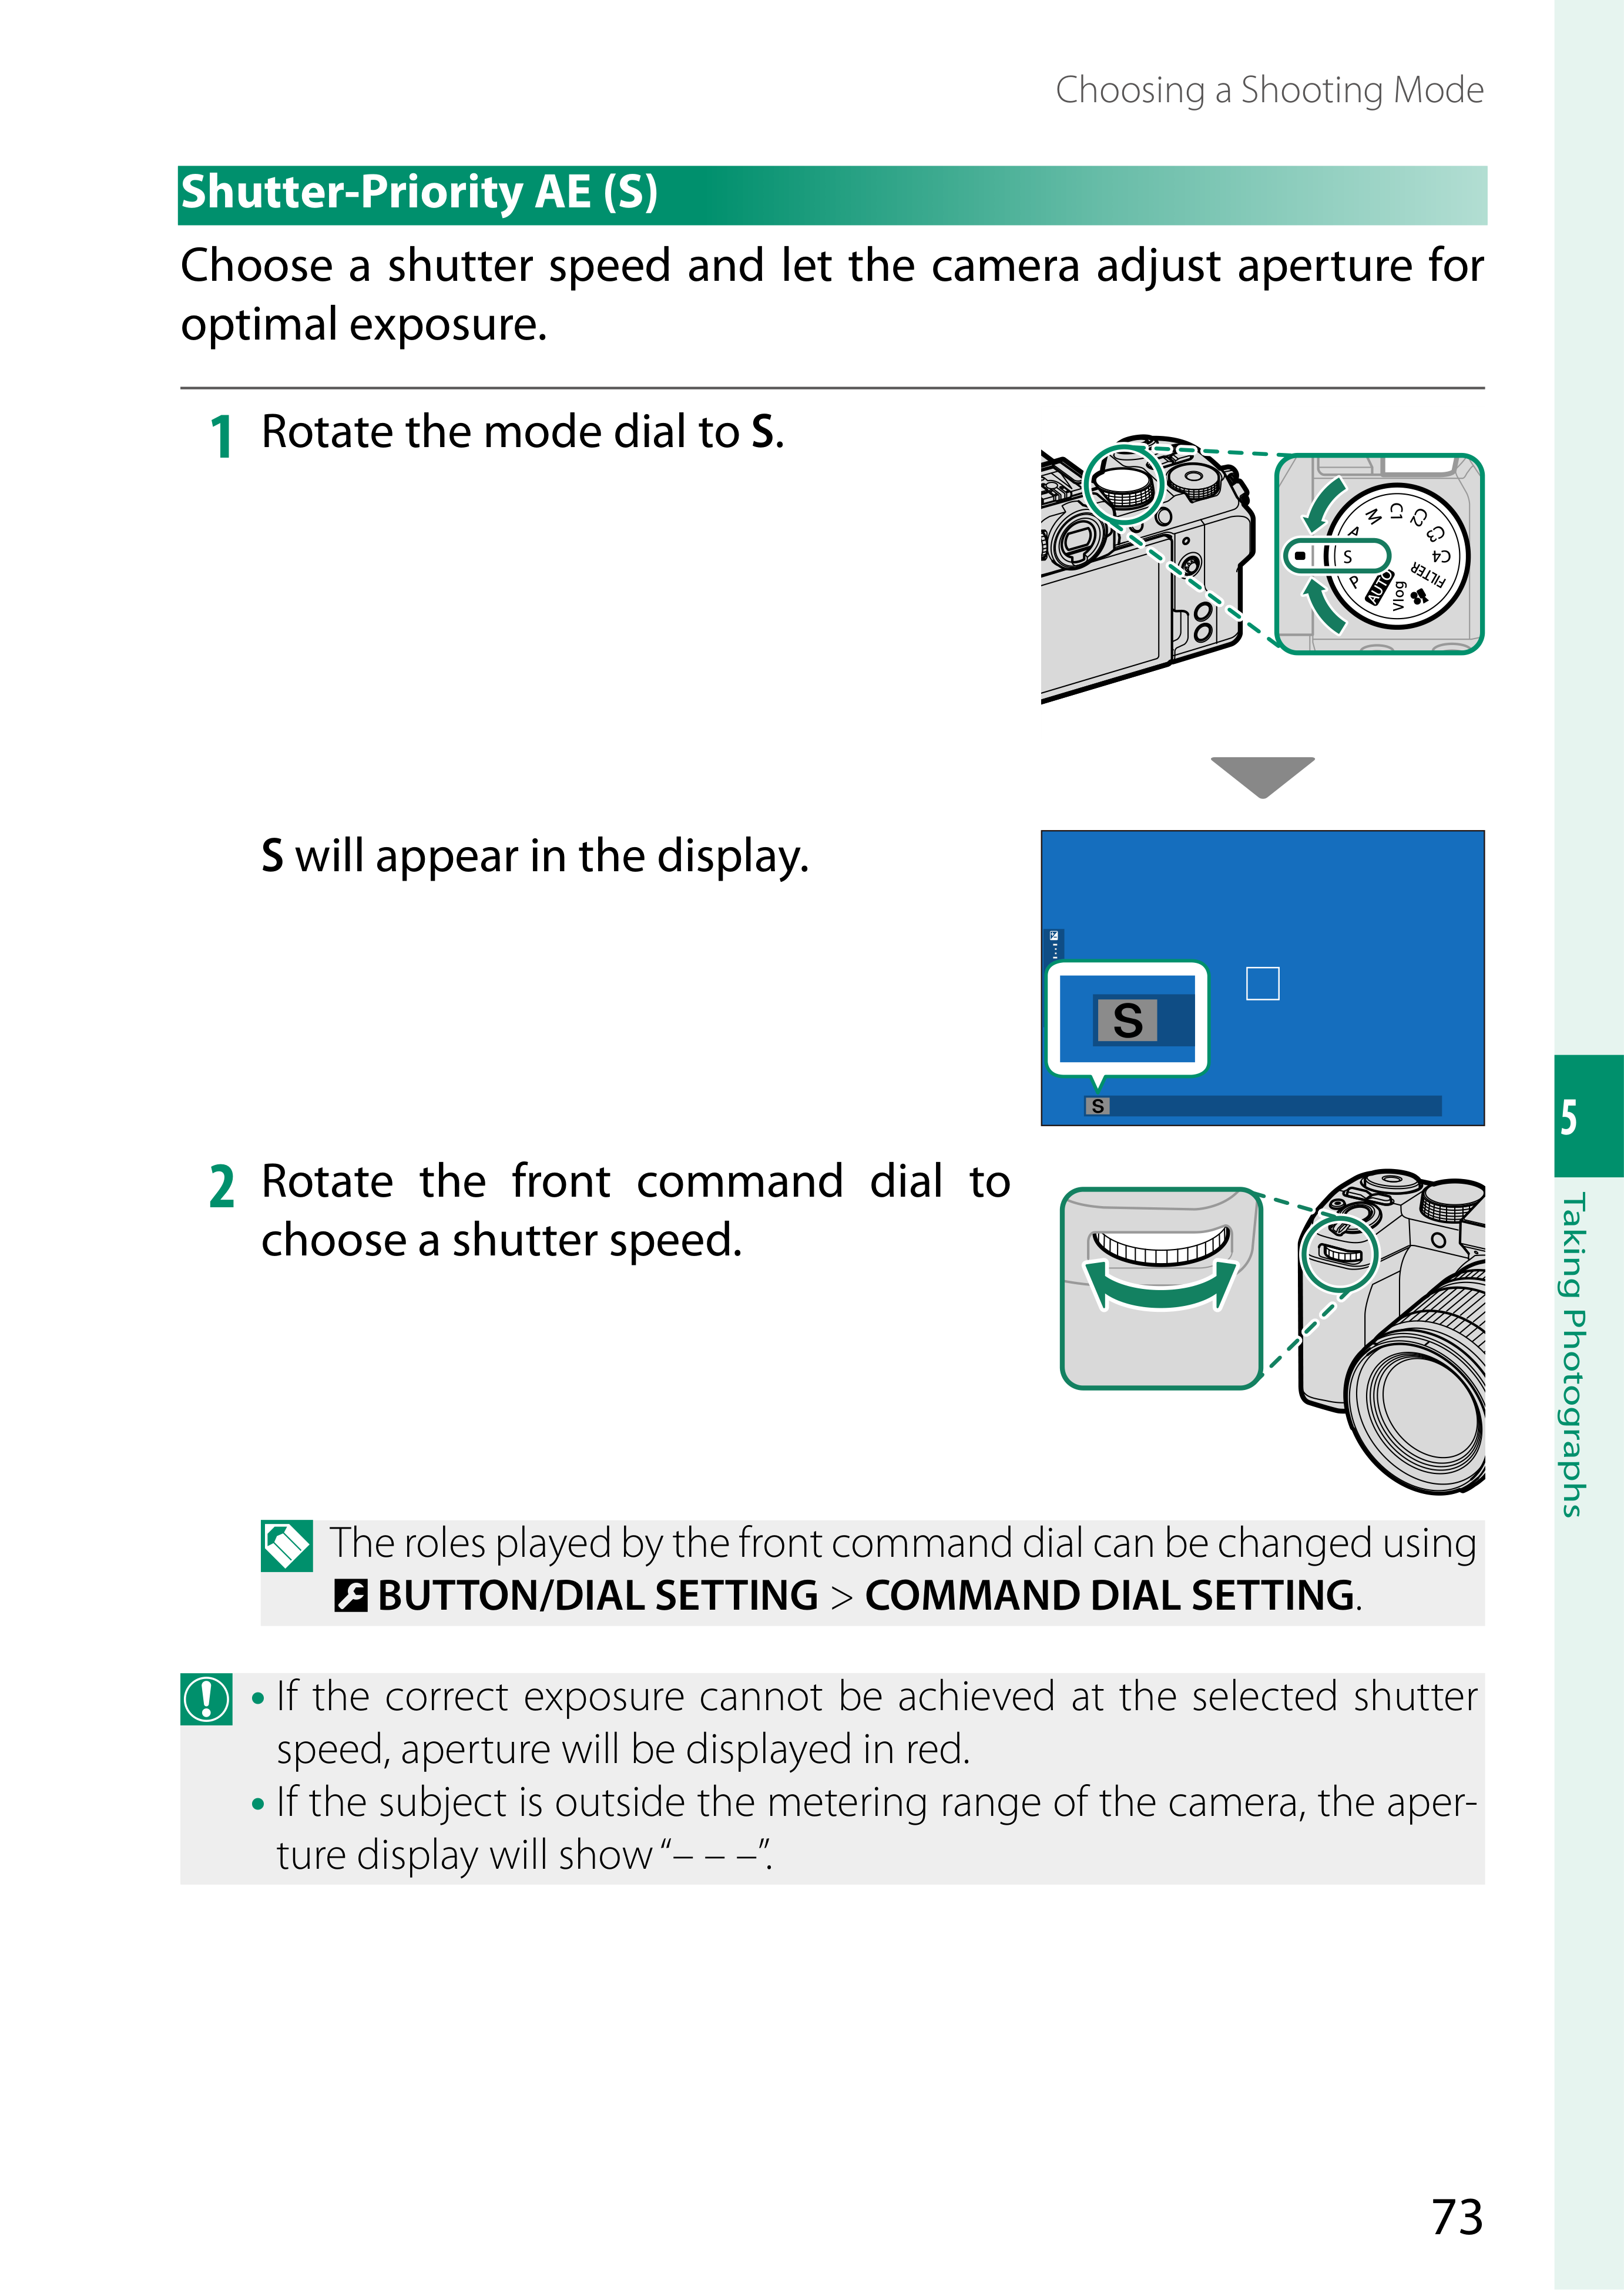 Choosing a Shooting Mode
Shutter-Priority AE (S)
Choose a shutter speed and let the camera adjust aperture for
optimal exposure.
1 Rotate the mode dial to S.
M
C1
C2
C3
C4
FILTER
Vlog
AUTO
P
S
A
S will appear in the display.
S
S
2 Rotate the front command dial to
choose a shutter speed.
The roles played by the front command dial can be changed using
BUTTON/DIAL SETTING > COMMAND DIAL SETTING.
• If the correct exposure cannot be achieved at the selected shutter
speed, aperture will be displayed in red.
• If the subject is outside the metering range of the camera, the aper-
ture display will show “– – –”.
5
Taking Photographs
73